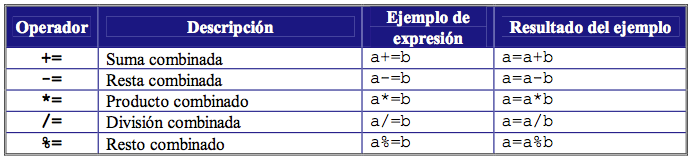 Operador Descripción Ejemplo de expresión Resultado del ejemplo
+= Suma combinada a+=b a=a+b
-= Resta combinada a-=b a=a-b
*= Producto combinado a*=b a=a*b
/= División combinada a/=b a=a/b
%= Resto combinado a%=b a=a%b